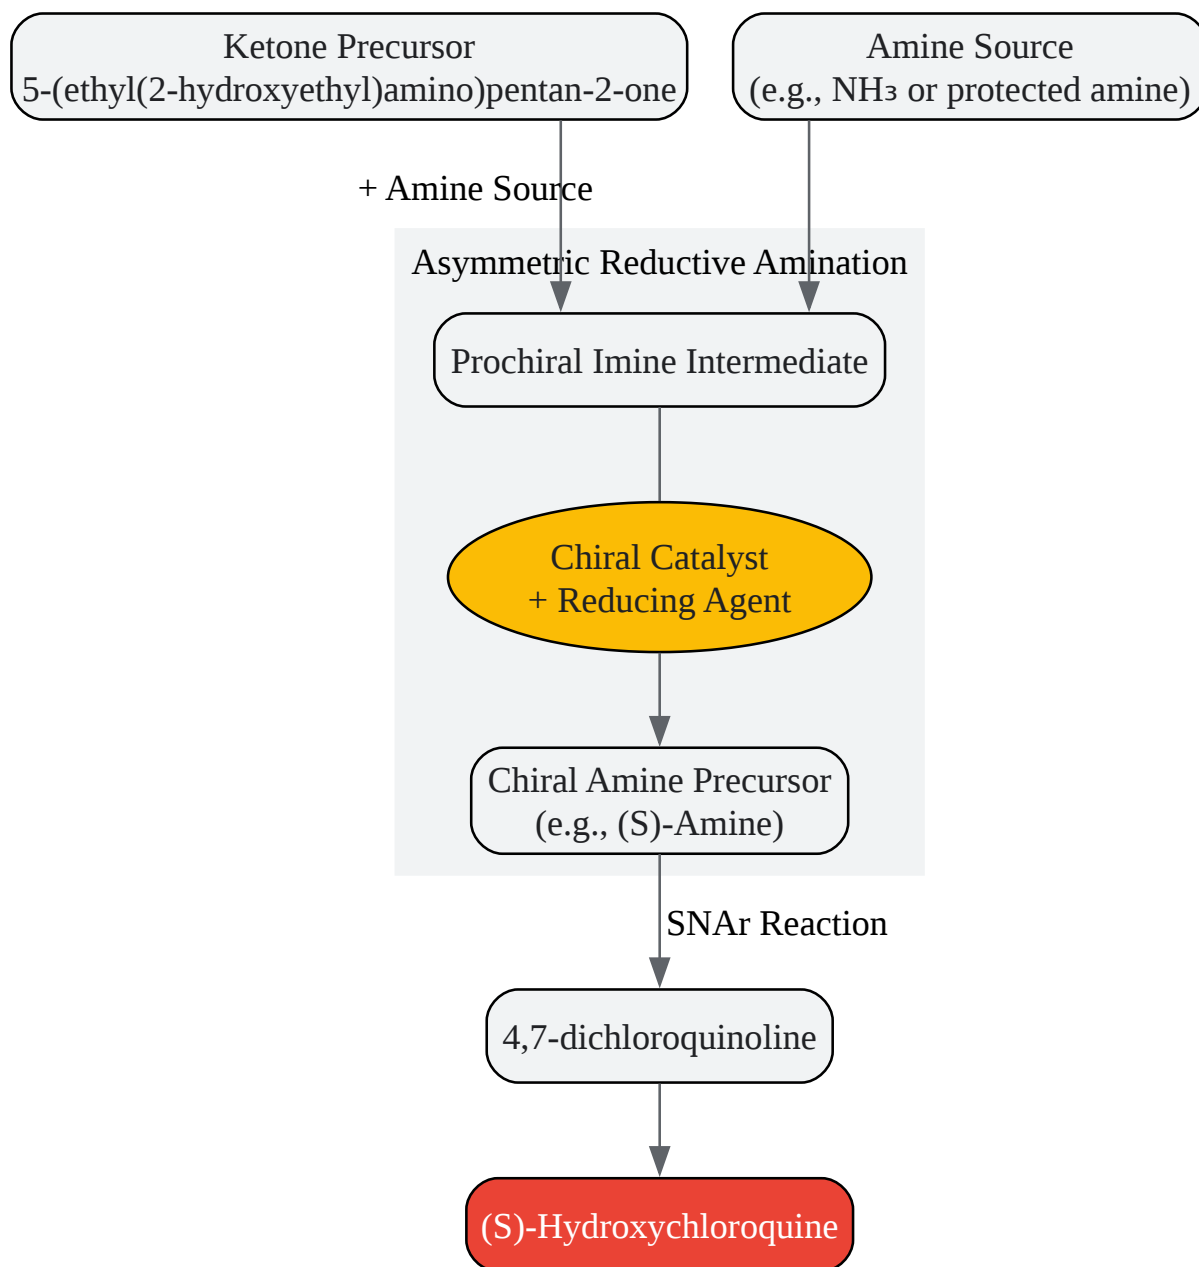 Ketone Precursor
5-(ethyl(2-hydroxyethyl)amino)pentan-2-one
Amine Source
(e.g., NH₃ or protected amine)
+ Amine Source
Asymmetric Reductive Amination
Prochiral Imine Intermediate
Chiral Catalyst
+ Reducing Agent
Chiral Amine Precursor
(e.g., (S)-Amine)
SNAr Reaction
4,7-dichloroquinoline
(S)-Hydroxychloroquine